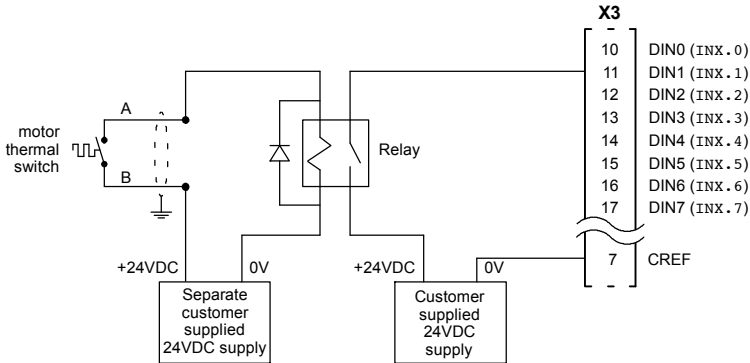 X3
10 DIN0 (INX.0)
11 DIN1 (INX.1)
12 DIN2 (INX.2)
13 DIN3 (INX.3)
14 DIN4 (INX.4)
15 DIN5 (INX.5)
16 DIN6 (INX.6)
17 DIN7 (INX.7)
7 CREF
A
motor
thermal
switch
B
Relay
+24VDC 0V
Separate
customer
supplied
24VDC supply
+24VDC 0V
Customer
supplied
24VDC
supply